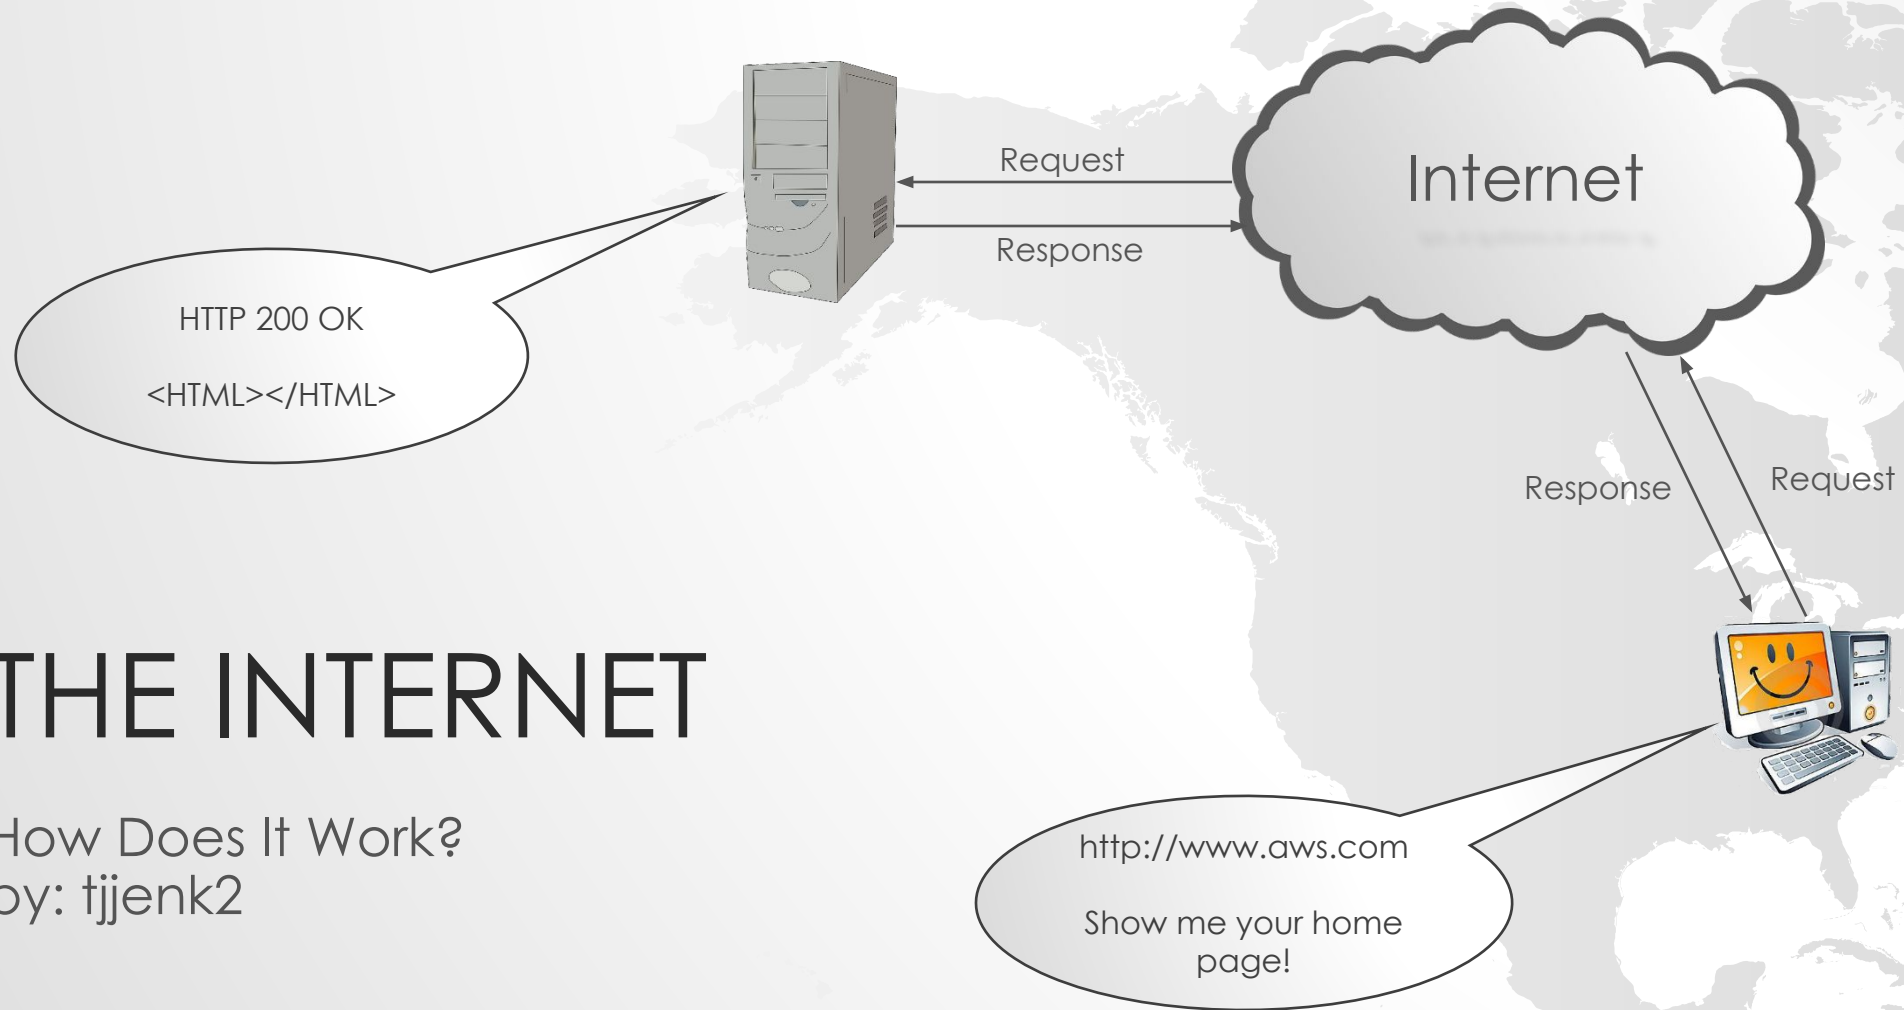 Internet
Request
Response
HTTP 200 OK
<HTML></HTML>
Response
Request
THE INTERNET
How Does It Work?
by: tjjenk2
http://www.aws.com
Show me your home
page!